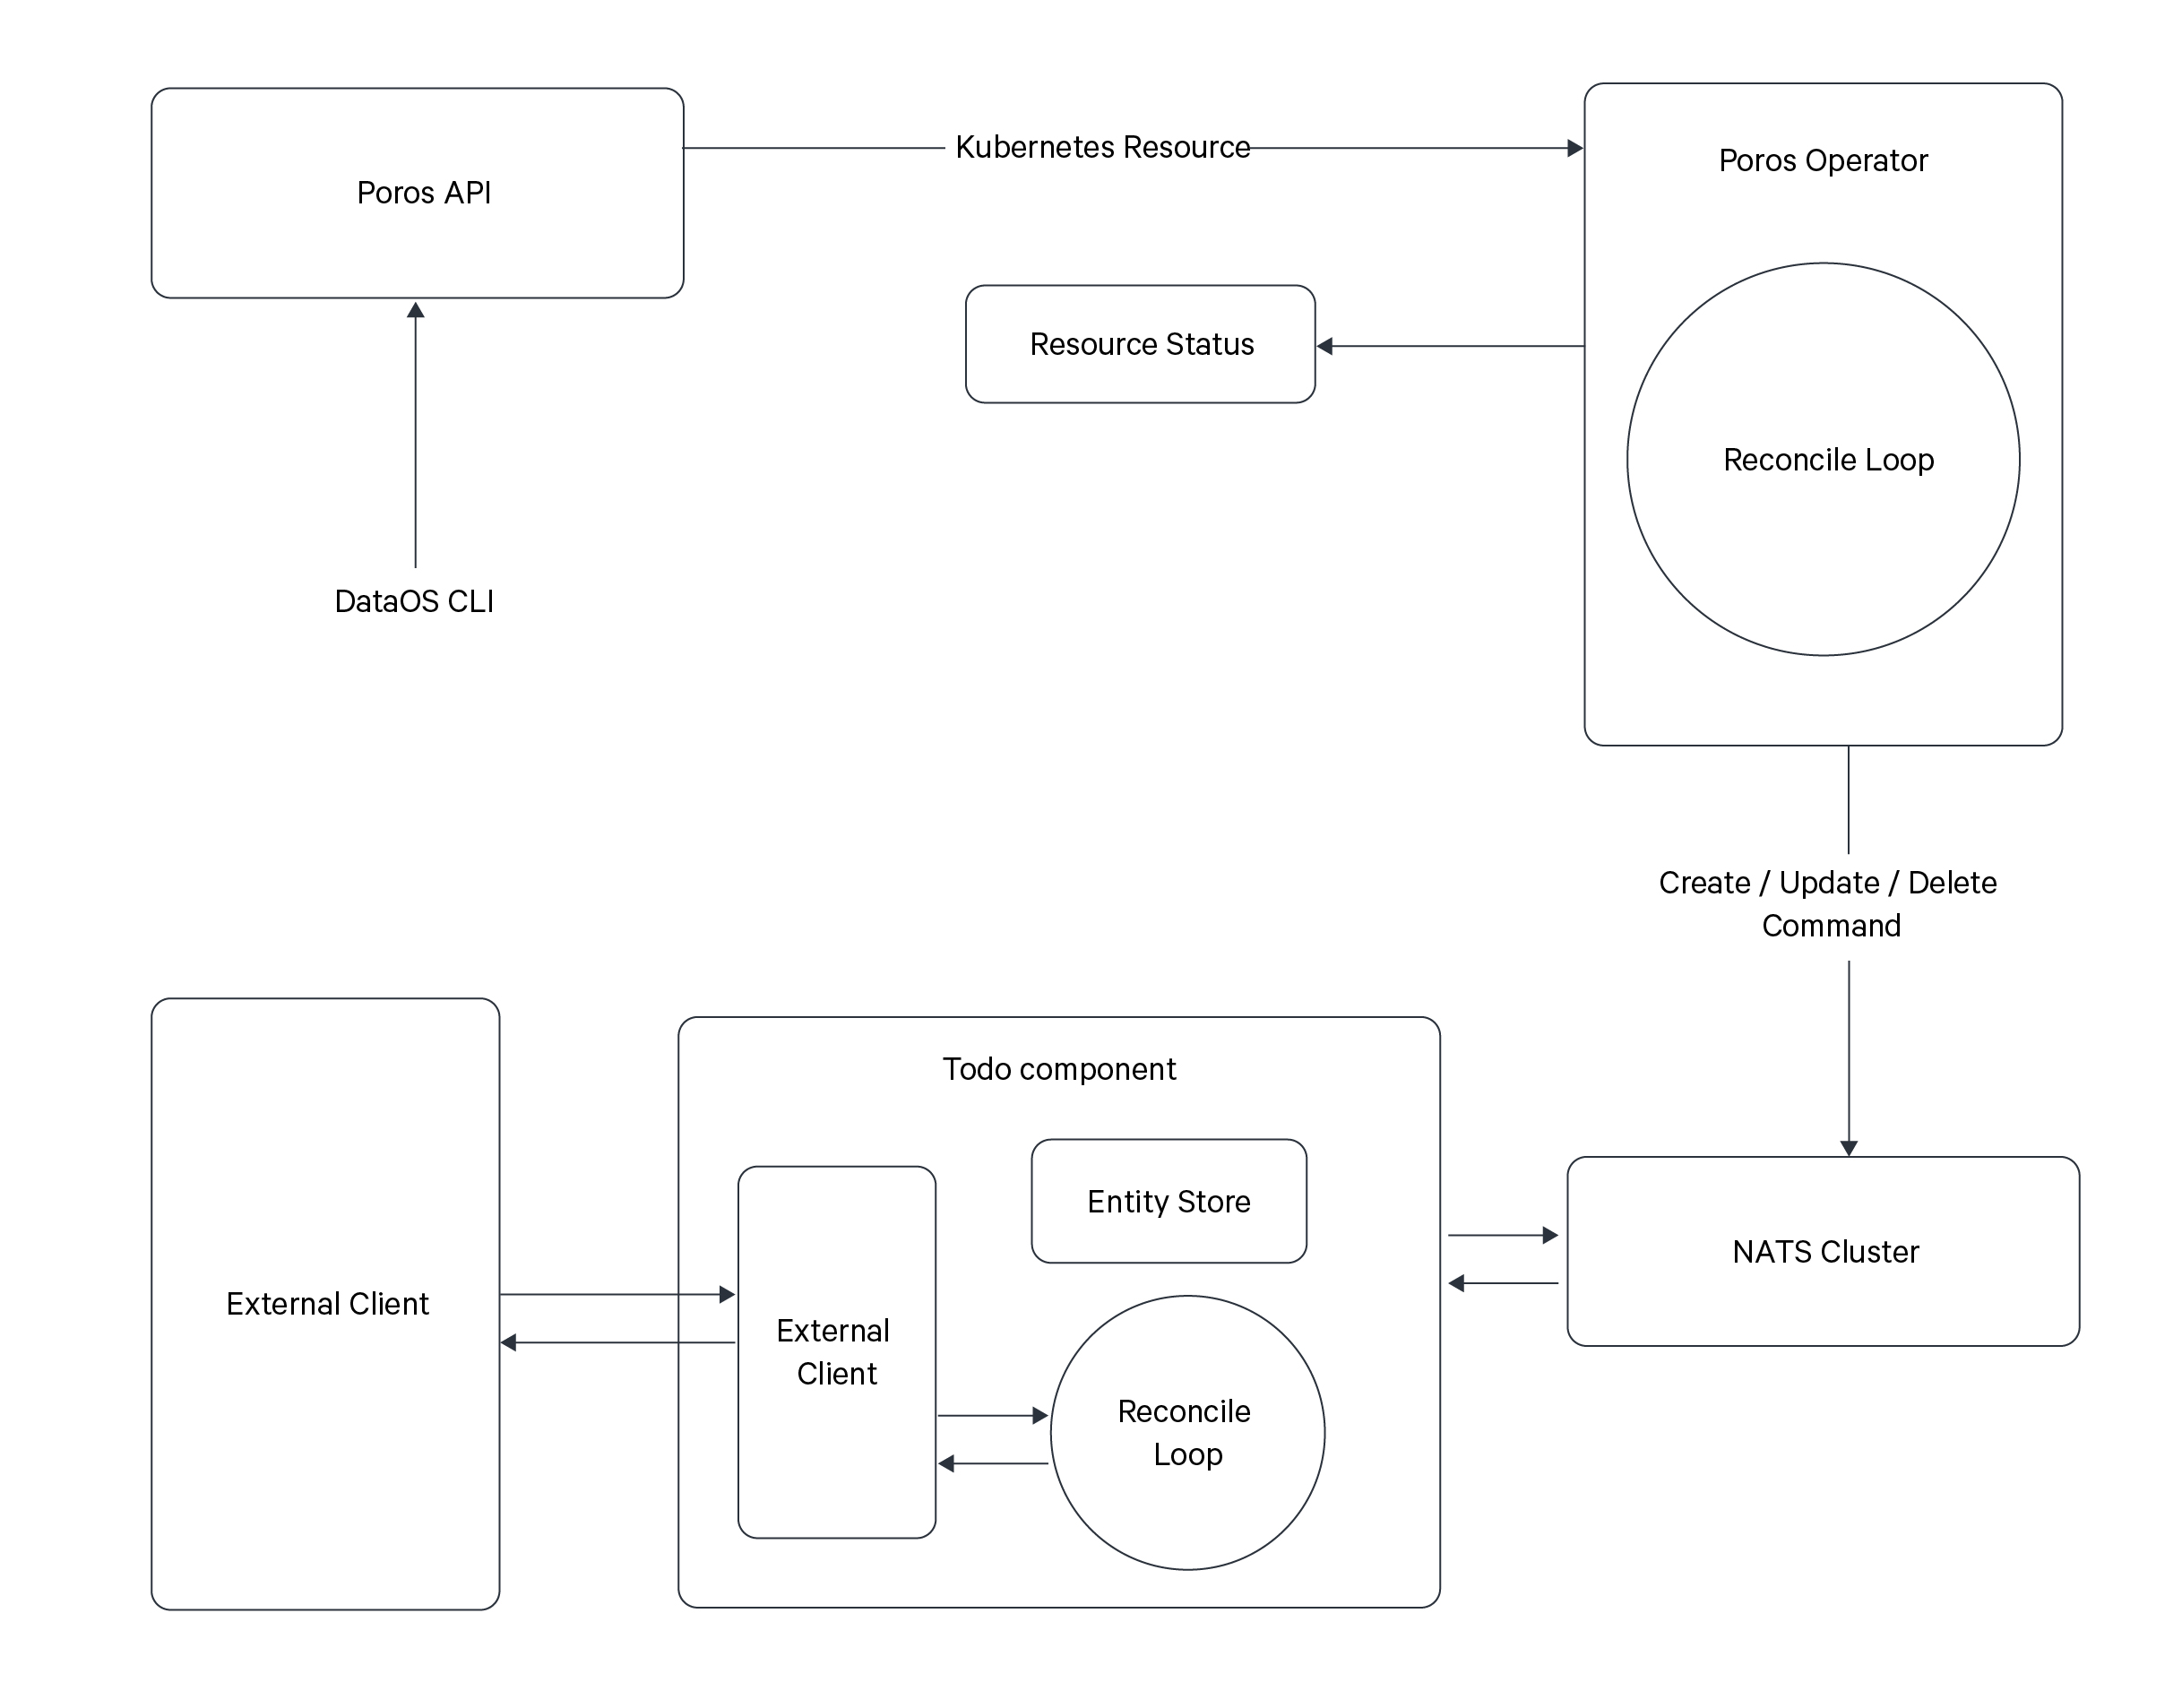 Poros API
Kubernetes Resource
Poros Operator
Resource Status
Reconcile Loop
DataOS CLI
Create / Update / Delete
Command
Todo component
Entity Store
NATS Cluster
External Client
External
Client
Reconcile
Loop